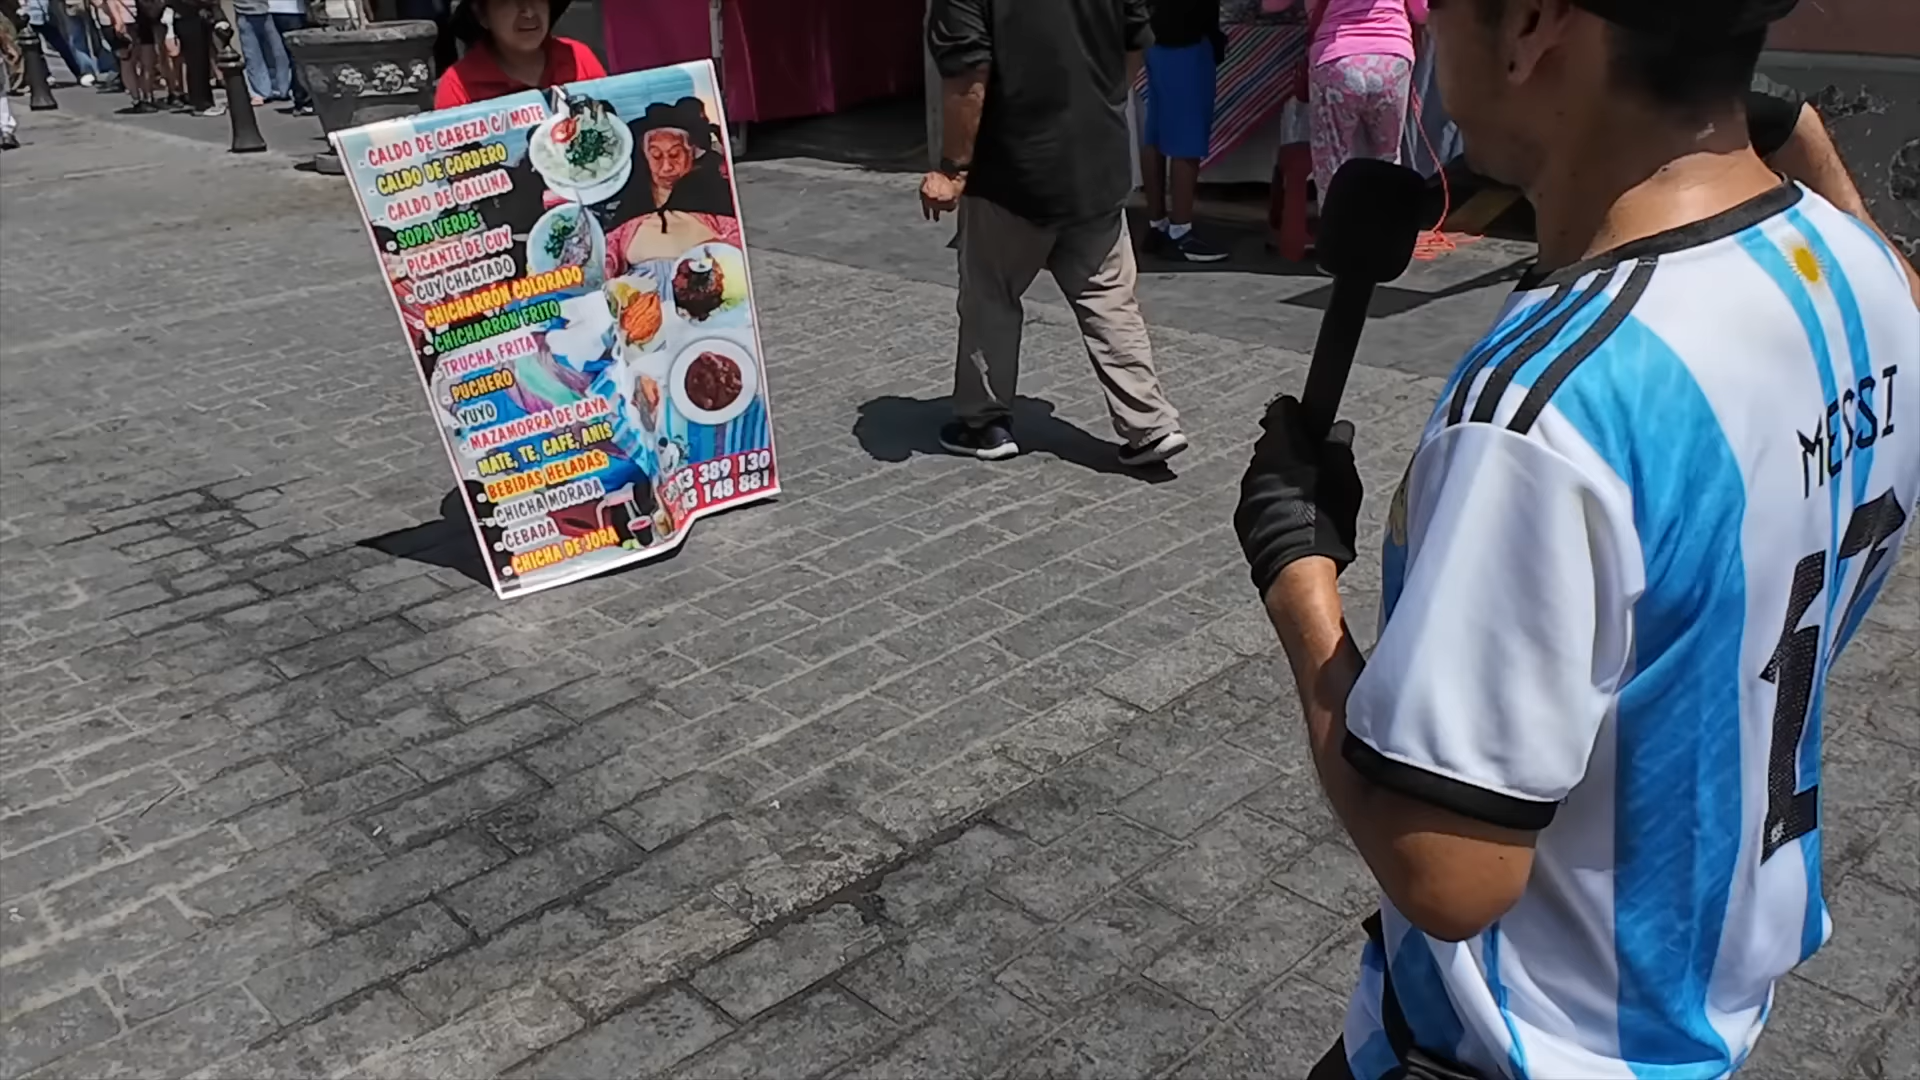 - CALDO DE CABEZA C/ MOTE
- CALDO DE CORDERO
- CALDO DE GALLINA
- SOPA VERDE
- PICANTE DE CUY
- CUY CHACTADO
- CHICHARRÓN COLORADO
- CHICHARRÓN FRITO
- TRUCHA FRITA
- PUCHERO
- YUYO
- MAZAMORRA DE CAYA
- MATE, TE, CAFÉ, ANIS
- BEBIDAS HELADAS:
- CHICHA MORADA
- CEBADA
- CHICHA DE JORA
3 389 130
3 148 881
MESSI